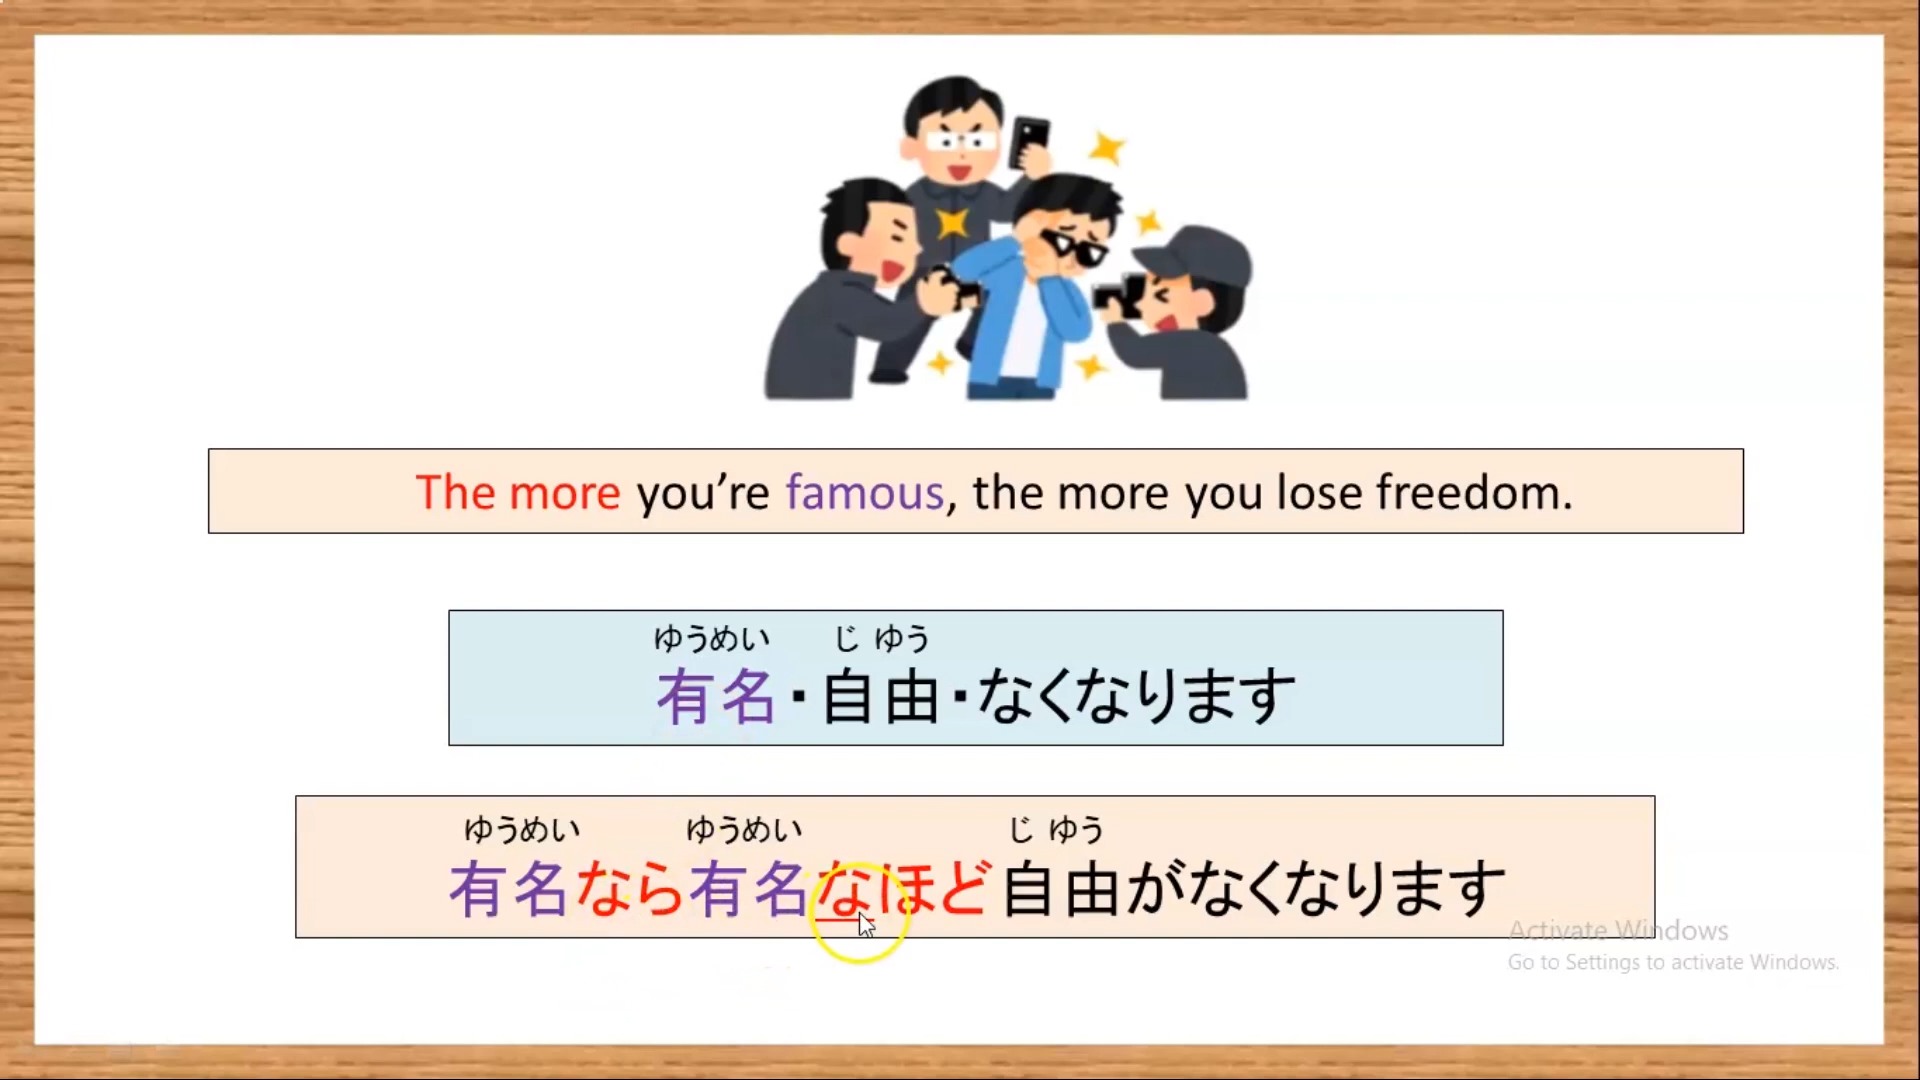 The more you're famous, the more you lose freedom.
ゆうめい じ ゆう
有名・自由・なくなります
ゆうめい ゆうめい じ ゆう
有名なら有名なほど自由がなくなります
Activate Windows
Go to Settings to activate Windows.